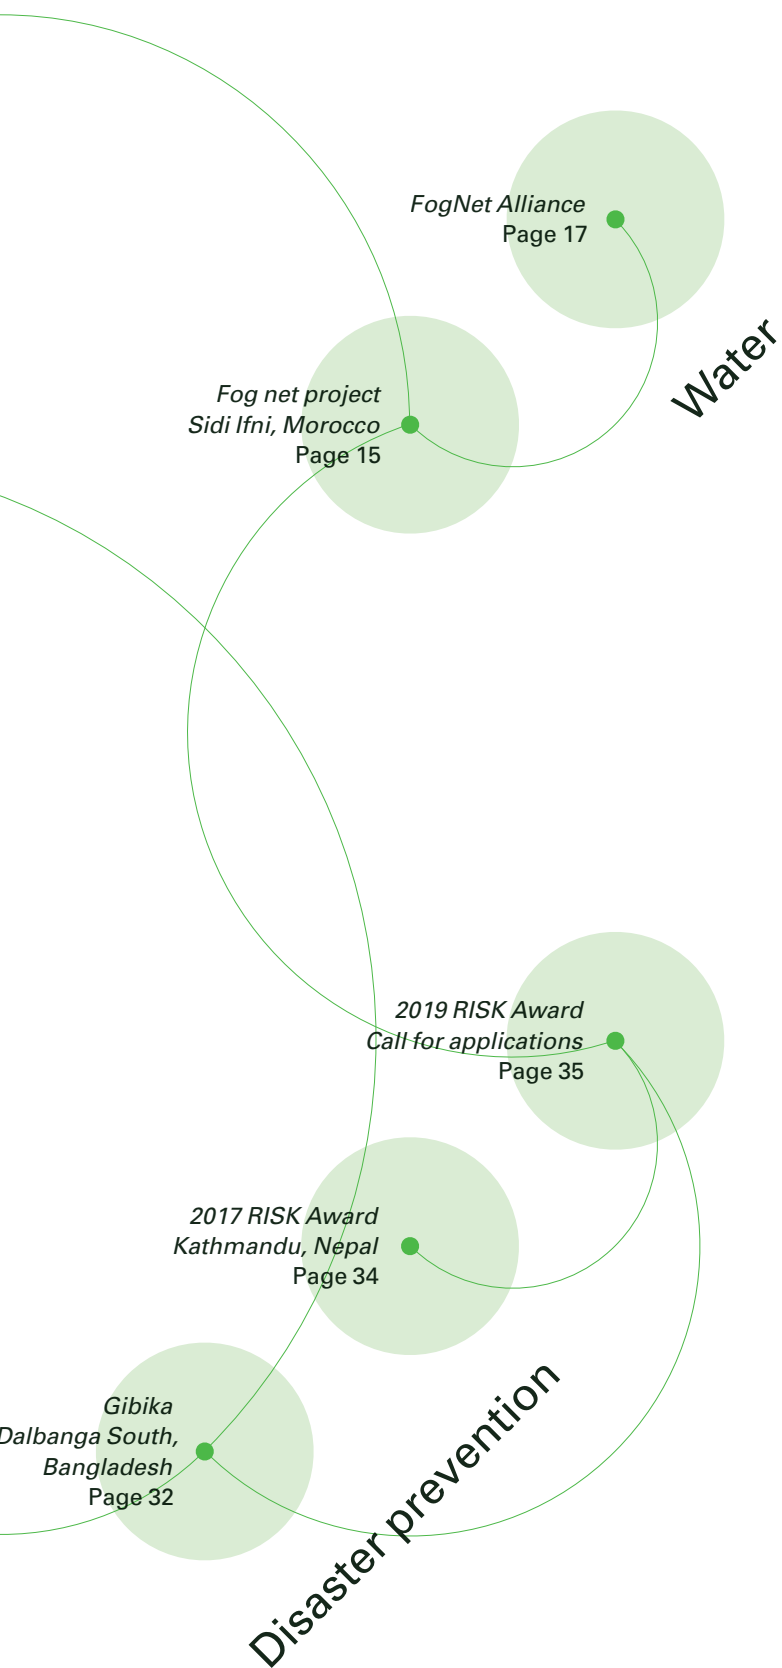 FogNet Alliance
Page 17
Water
Fog net project
Sidi Ifni, Morocco
Page 15
2019 RISK Award
Call for applications
Page 35
2017 RISK Award
Kathmandu, Nepal
Page 34
Disaster prevention
Gibika
Dalbanga South,
Bangladesh
Page 32